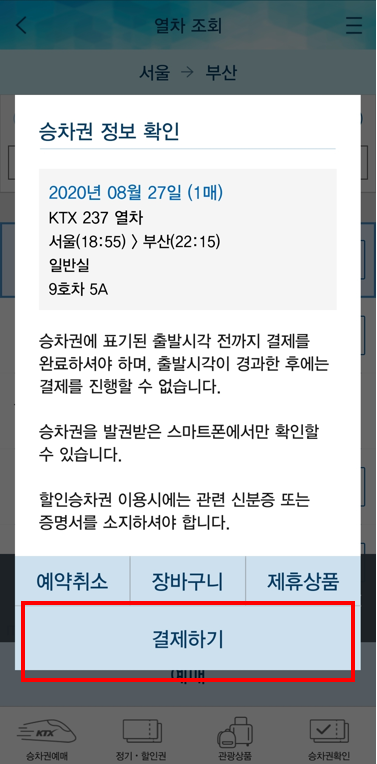 열차 조회
서울 → 부산
승차권 정보 확인
2020년 08월 27일 (1매)
KTX 237 열차
서울(18:55) 〉 부산(22:15)
일반실
9호차 5A
승차권에 표기된 출발시각 전까지 결제를
완료하셔야 하며, 출발시각이 경과한 후에는
결제를 진행할 수 없습니다.
승차권을 발권받은 스마트폰에서만 확인할
수 있습니다.
할인승차권 이용시에는 관련 신분증 또는
증명서를 소지하셔야 합니다.
예약취소 장바구니 제휴상품
결제하기
예매
KTX
승차권예매 정기·할인권 관광상품 승차권확인